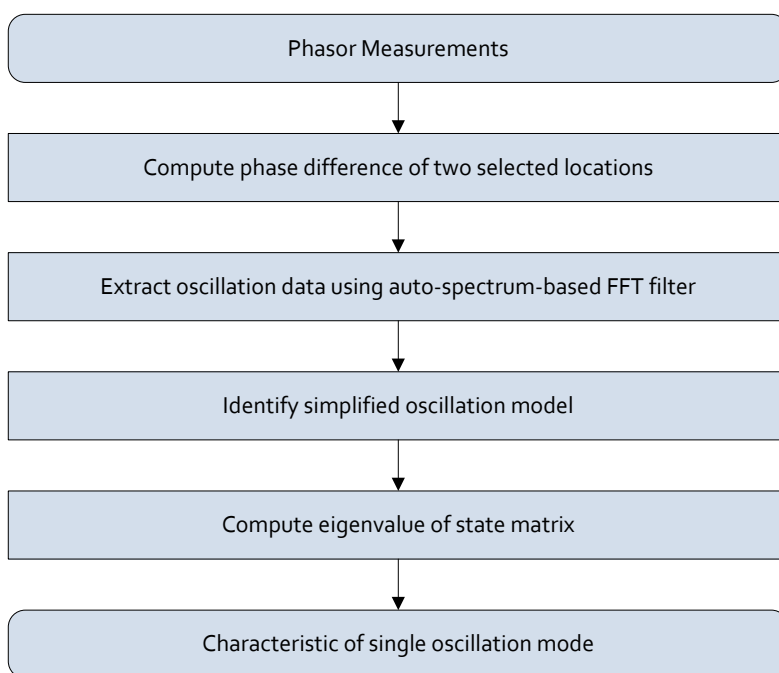 Phasor Measurements
Compute phase difference of two selected locations
Extract oscillation data using auto-spectrum-based FFT filter
Identify simplified oscillation model
Compute eigenvalue of state matrix
Characteristic of single oscillation mode